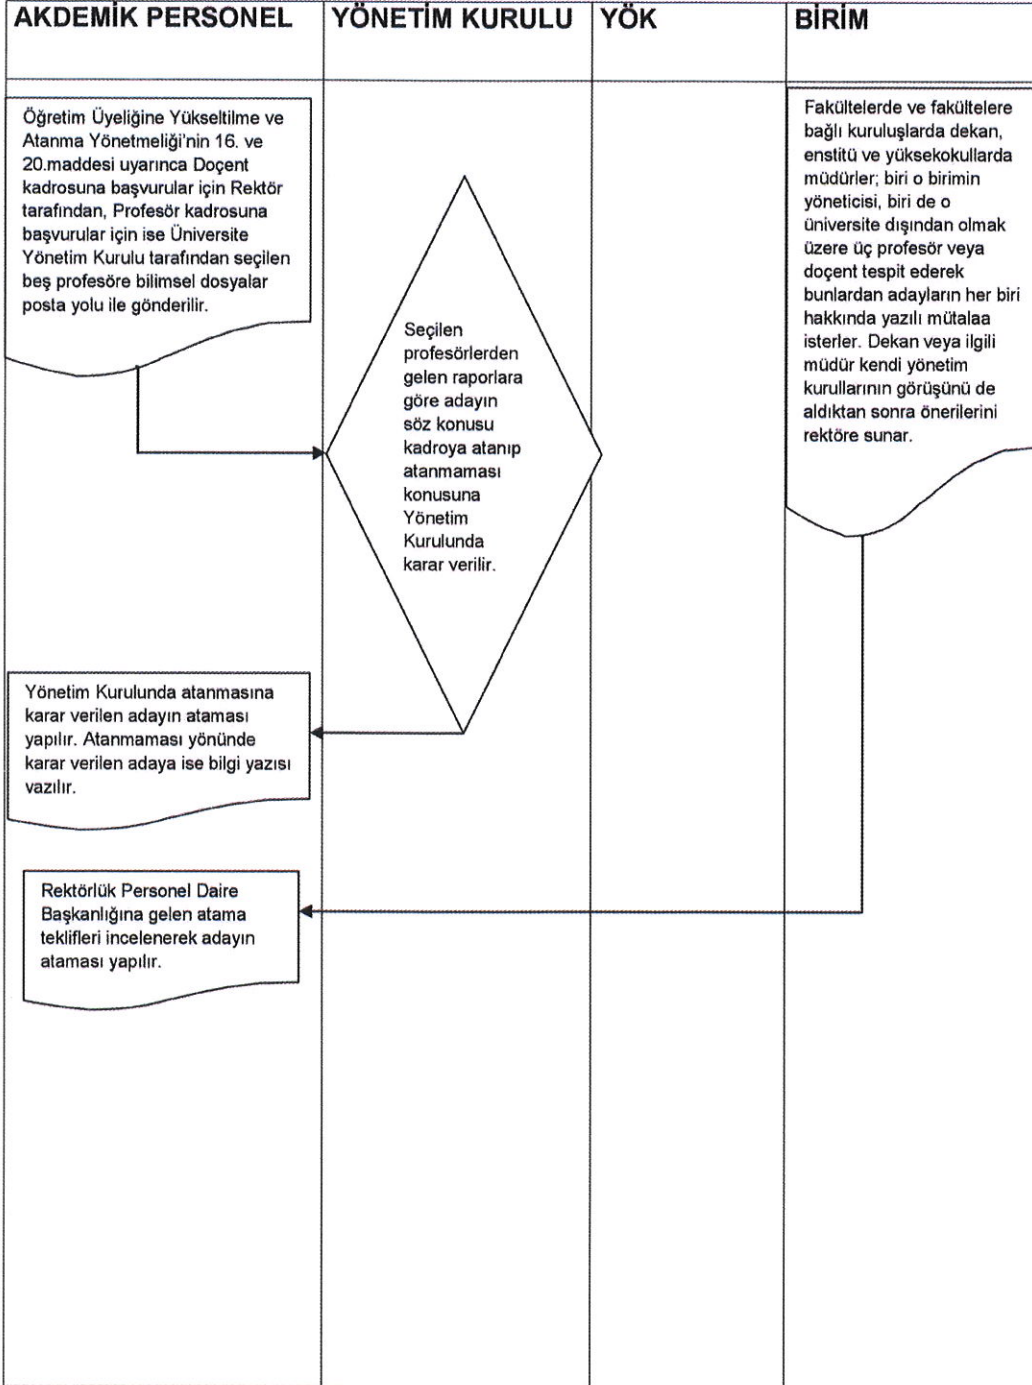 AKDEMİK PERSONEL
YÖNETİM KURULU
YÖK
BİRİM
Öğretim Üyeliğine Yükseltilme ve
Atanma Yönetmeliği'nin 16. ve
20.maddesi uyarınca Doçent
kadrosuna başvurular için Rektör
tarafından, Profesör kadrosuna
başvurular için ise Üniversite
Yönetim Kurulu tarafından seçilen
beş profesöre bilimsel dosyalar
posta yolu ile gönderilir.
Seçilen
profesörlerden
gelen raporlara
göre adayın
söz konusu
kadroya atanıp
atanmaması
konusuna
Yönetim
Kurulunda
karar verilir.
Fakültelerde ve fakültelere
bağlı kuruluşlarda dekan,
enstitü ve yüksekokullarda
müdürler; biri o birimin
yöneticisi, biri de o
üniversite dışından olmak
üzere üç profesör veya
doçent tespit ederek
bunlardan adayların her biri
hakkında yazılı mütalaa
isterler. Dekan veya ilgili
müdür kendi yönetim
kurullarının görüşünü de
aldıktan sonra önerilerini
rektöre sunar.
Yönetim Kurulunda atanmasına
karar verilen adayın ataması
yapılır. Atanmaması yönünde
karar verilen adaya ise bilgi yazısı
yazılır.
Rektörlük Personel Daire
Başkanlığına gelen atama
teklifleri incelenerek adayın
ataması yapılır.